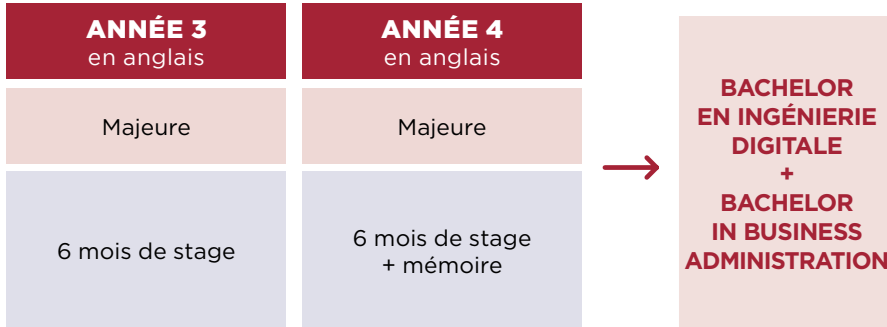 ANNÉE 3
en anglais
Majeure
6 mois de stage
ANNÉE 4
en anglais
Majeure
6 mois de stage
+ mémoire
BACHELOR
EN INGÉNIERIE
DIGITALE
+
BACHELOR
IN BUSINESS
ADMINISTRATION